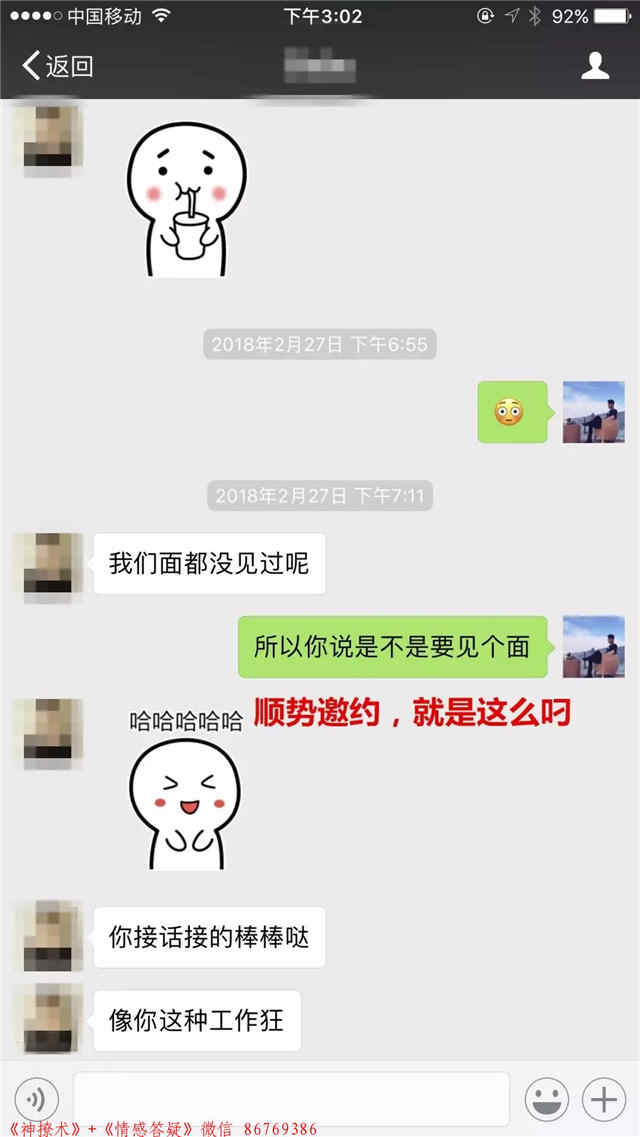 中国移动
下午3:02
92%
返回
2018年2月27日 下午6:55
2018年2月27日 下午7:11
我们面都没见过呢
所以你说是不是要见个面
哈哈哈哈哈
顺势邀约，就是这么叼
你接话接的棒棒哒
像你这种工作狂
《神撩术》+《情感答疑》微信 86769386